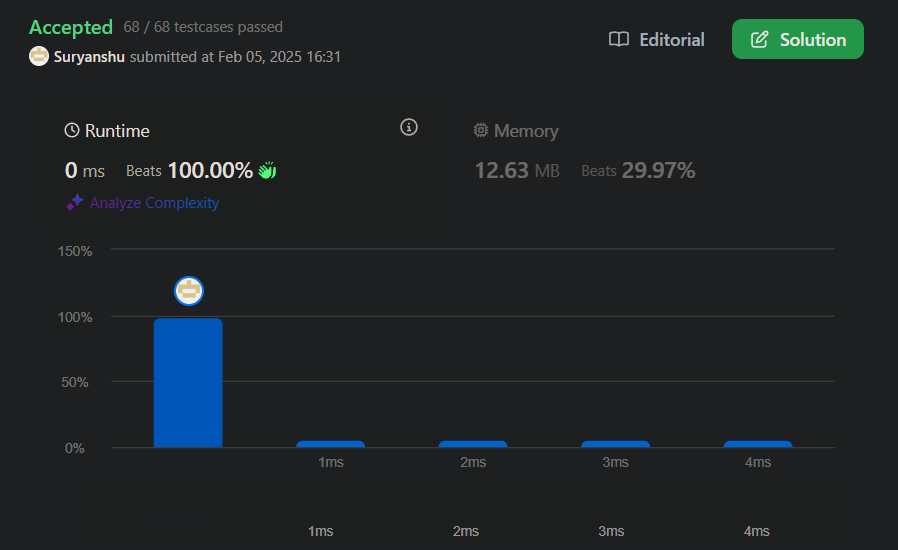 Accepted 68 / 68 testcases passed
Editorial
Solution
Suryanshu submitted at Feb 05, 2025 16:31
Runtime
0 ms Beats 100.00%
Analyze Complexity
Memory
12.63 MB Beats 29.97%
150%
100%
50%
0%
1ms 2ms 3ms 4ms
1ms 2ms 3ms 4ms